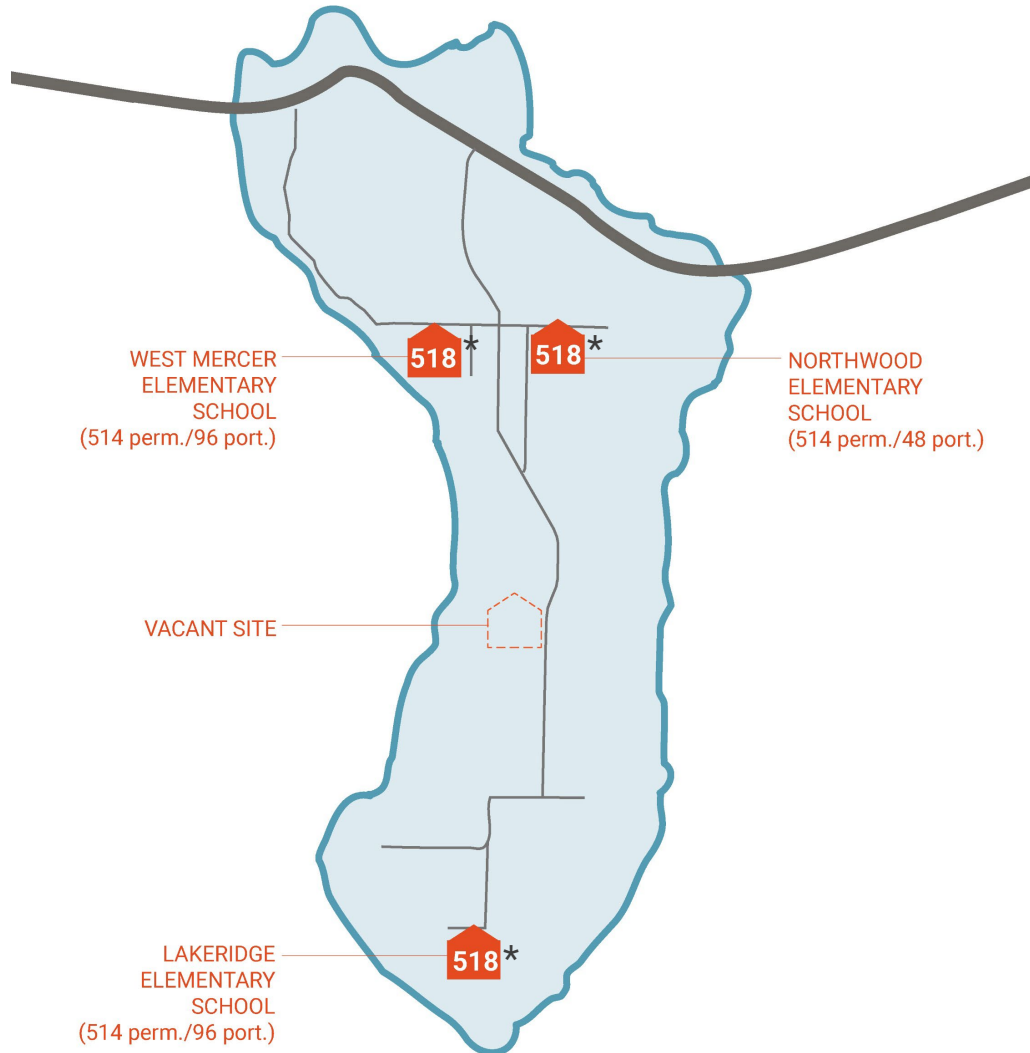 518 *
518 *
WEST MERCER
ELEMENTARY
SCHOOL
(514 perm./96 port.)
NORTHWOOD
ELEMENTARY
SCHOOL
(514 perm./48 port.)
VACANT SITE
LAKERIDGE
ELEMENTARY
SCHOOL
(514 perm./96 port.)
518 *